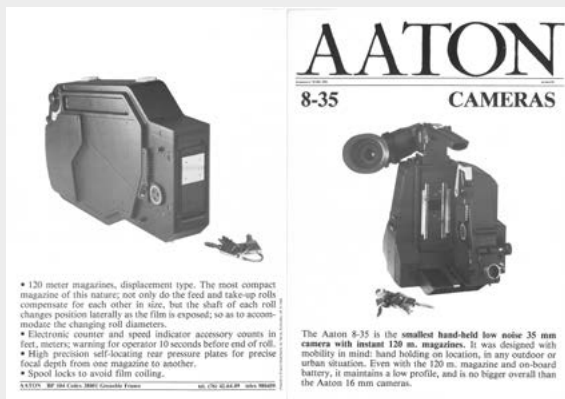 • 120 meter magazines, displacement type. The most compact
magazine of this nature; not only do the feed and take-up rolls
compensate for each other in size, but the shaft of each roll
changes position laterally as the film is exposed; so as to accom-
modate the changing roll diameters.
• Electronic counter and speed indicator accessory counts in
feet, meters; warning for operator 10 seconds before end of roll.
• High precision self-locating rear pressure plates for precise
focal depth from one magazine to another.
• Spool locks to avoid film coiling.
AATON BP 104 Cedex 38001 Grenoble France
AATON
8-35 CAMERAS
The Aaton 8-35 is the smallest hand-held low noise 35 mm
camera with instant 120 m. magazines. It was designed with
mobility in mind: hand holding on location, in any outdoor or
urban situation. Even with the 120 m. magazine and on-board
battery, it maintains a low profile, and is no bigger overall than
the Aaton 16 mm cameras.